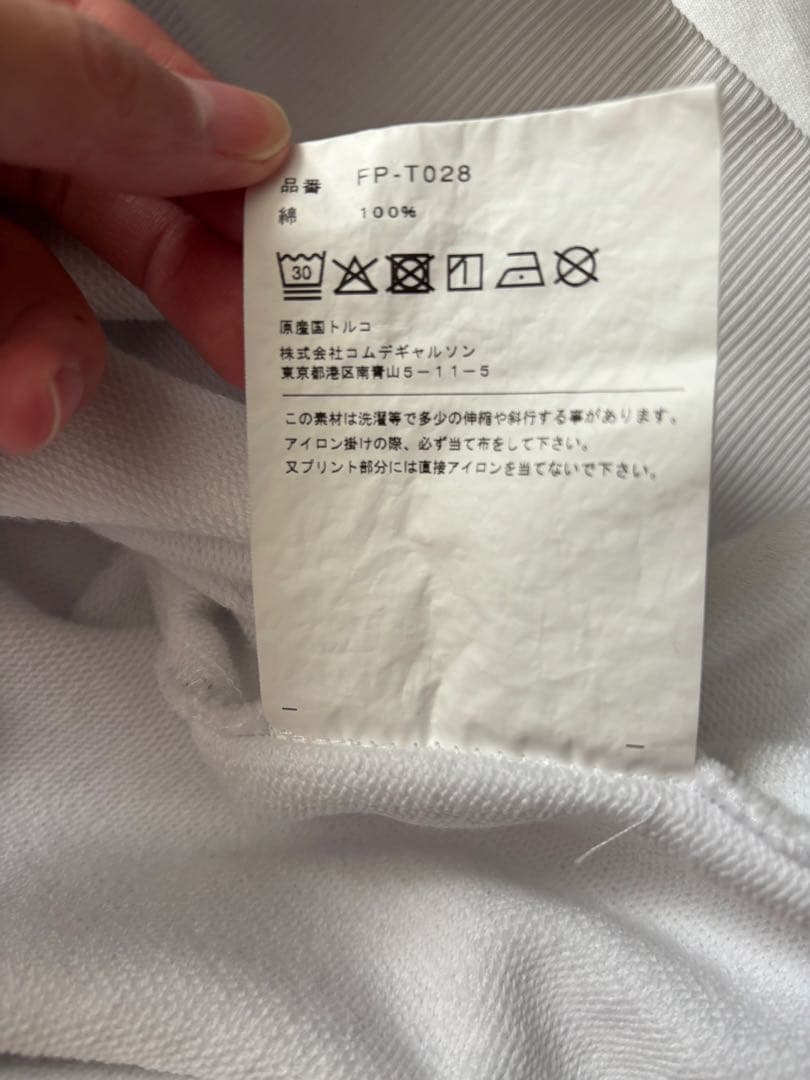 品番 FP-T028
綿 100%
30
原産国トルコ
株式会社コムデギャルソン
東京都港区南青山5-11-5
この素材は洗濯等で多少の伸縮や斜行する事があります。
アイロン掛けの際、必ず当て布をして下さい。
又プリント部分には直接アイロンを当てないで下さい。